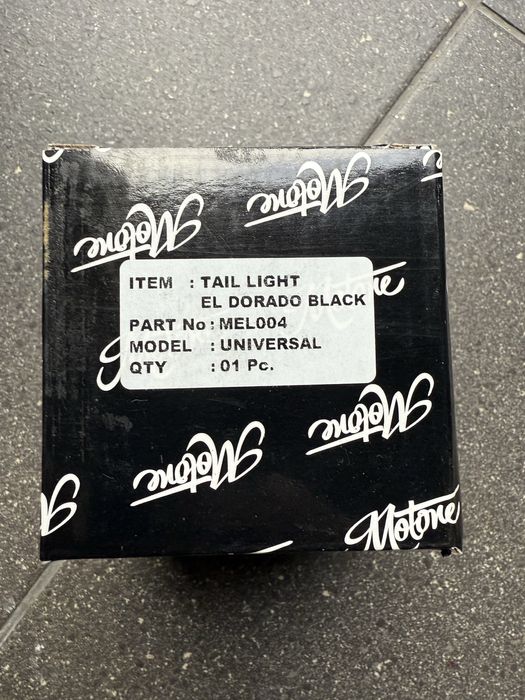 Motone
Motone
ITEM : TAIL LIGHT
EL DORADO BLACK
PART No : MEL004
MODEL : UNIVERSAL
QTY : 01 Pc.
Motone
Motone
Motone
Motone